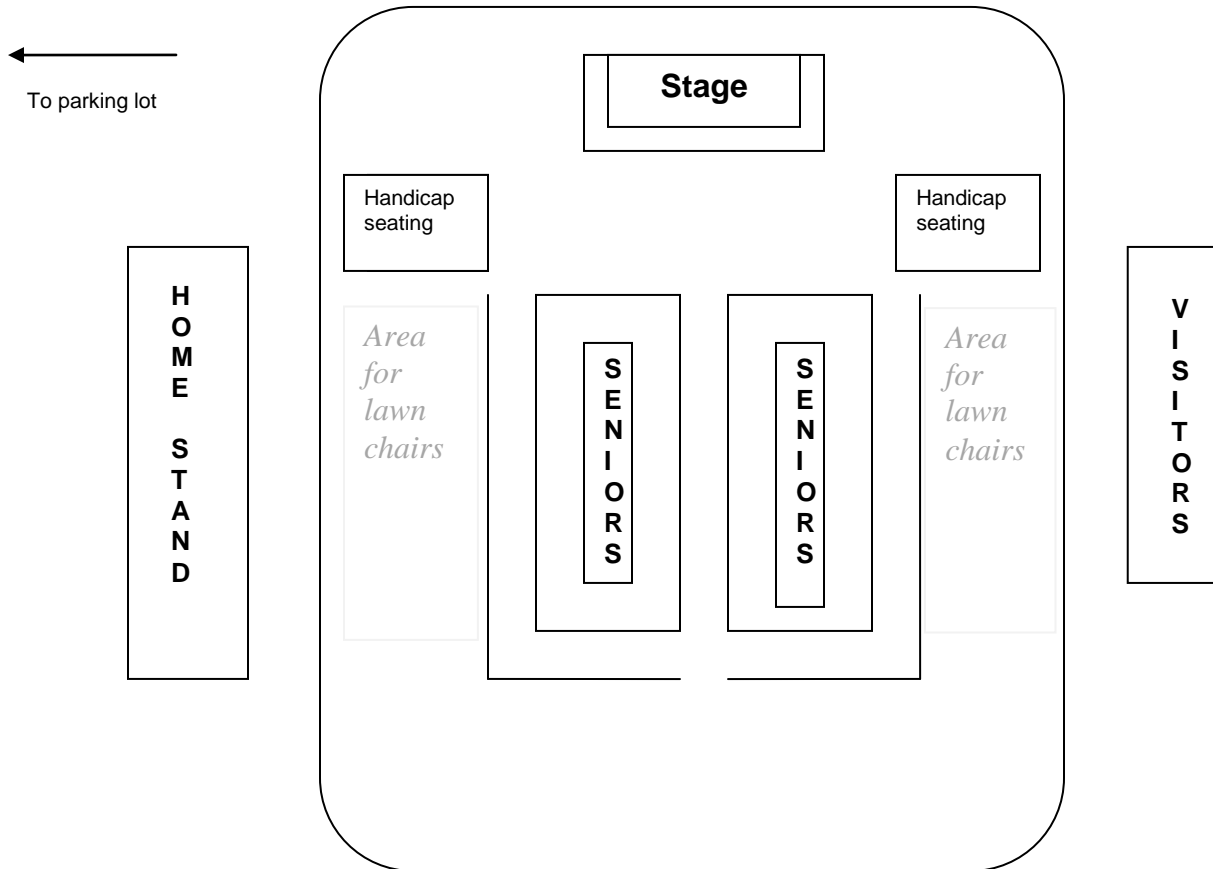 To parking lot
Stage
Handicap
seating
Handicap
seating
H
O
M
E
S
T
A
N
D
Area
for
lawn
chairs
S
E
N
I
O
R
S
S
E
N
I
O
R
S
Area
for
lawn
chairs
V
I
S
I
T
O
R
S